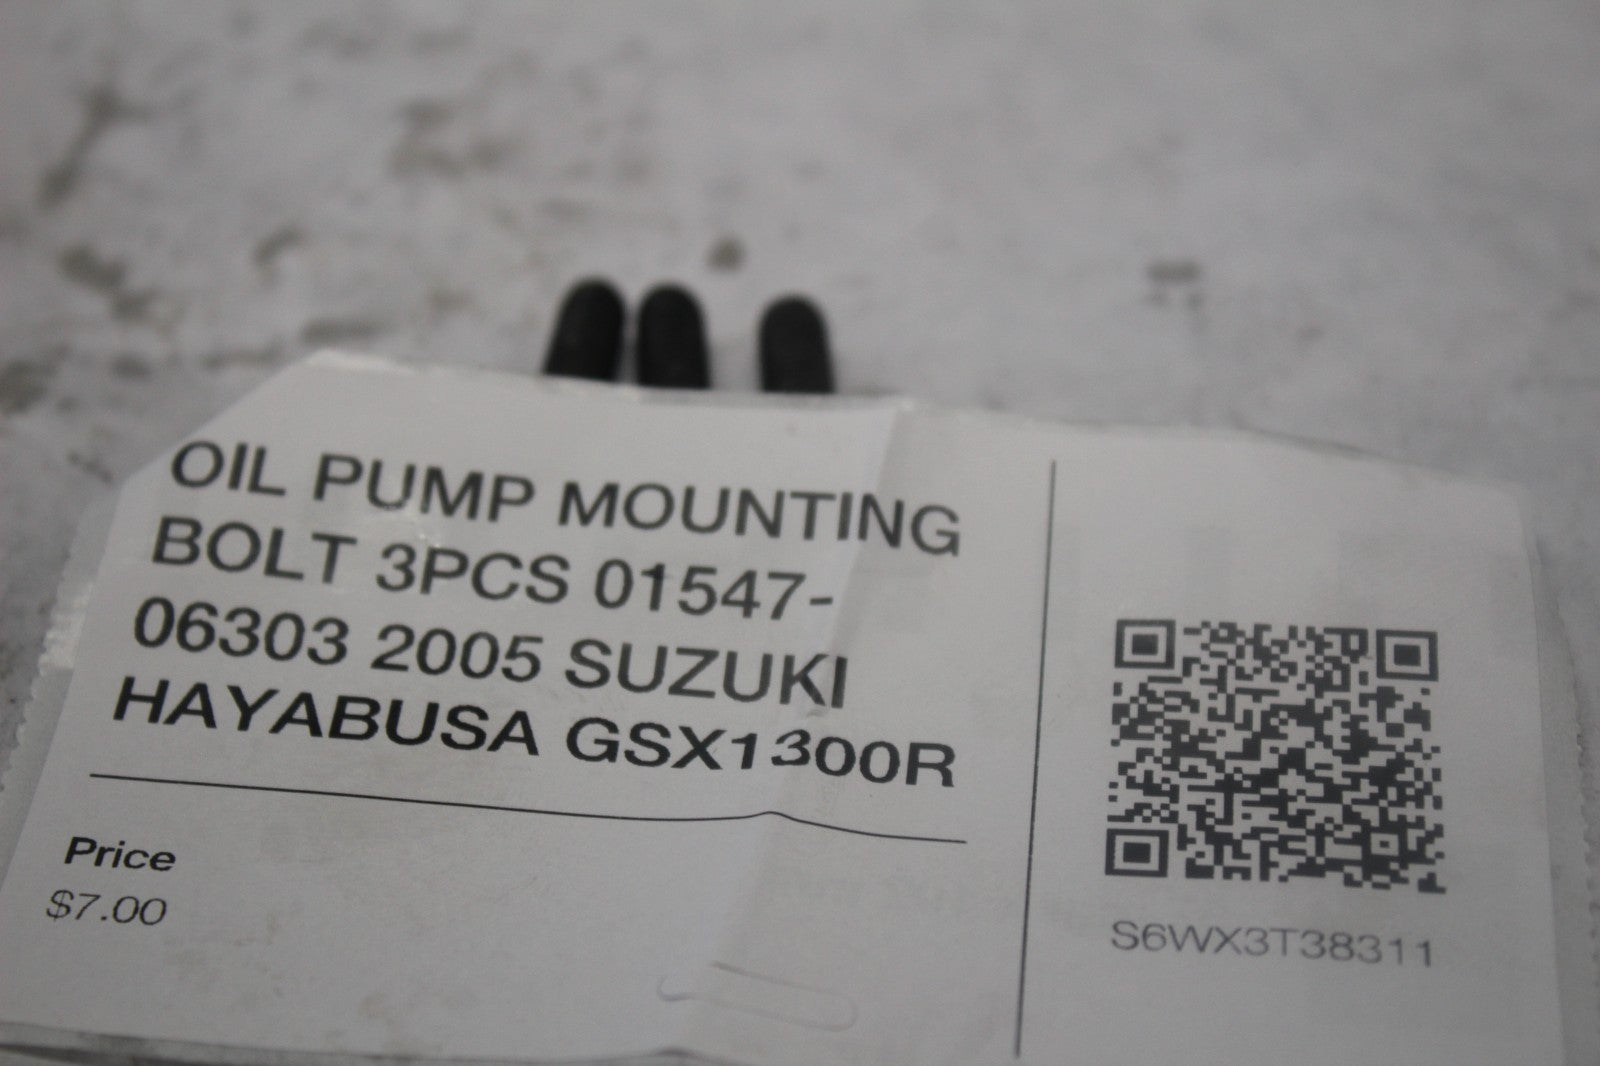 OIL PUMP MOUNTING
BOLT 3PCS 01547-
06303 2005 SUZUKI
HAYABUSA GSX1300R
Price
$7.00
S6WX3T38311